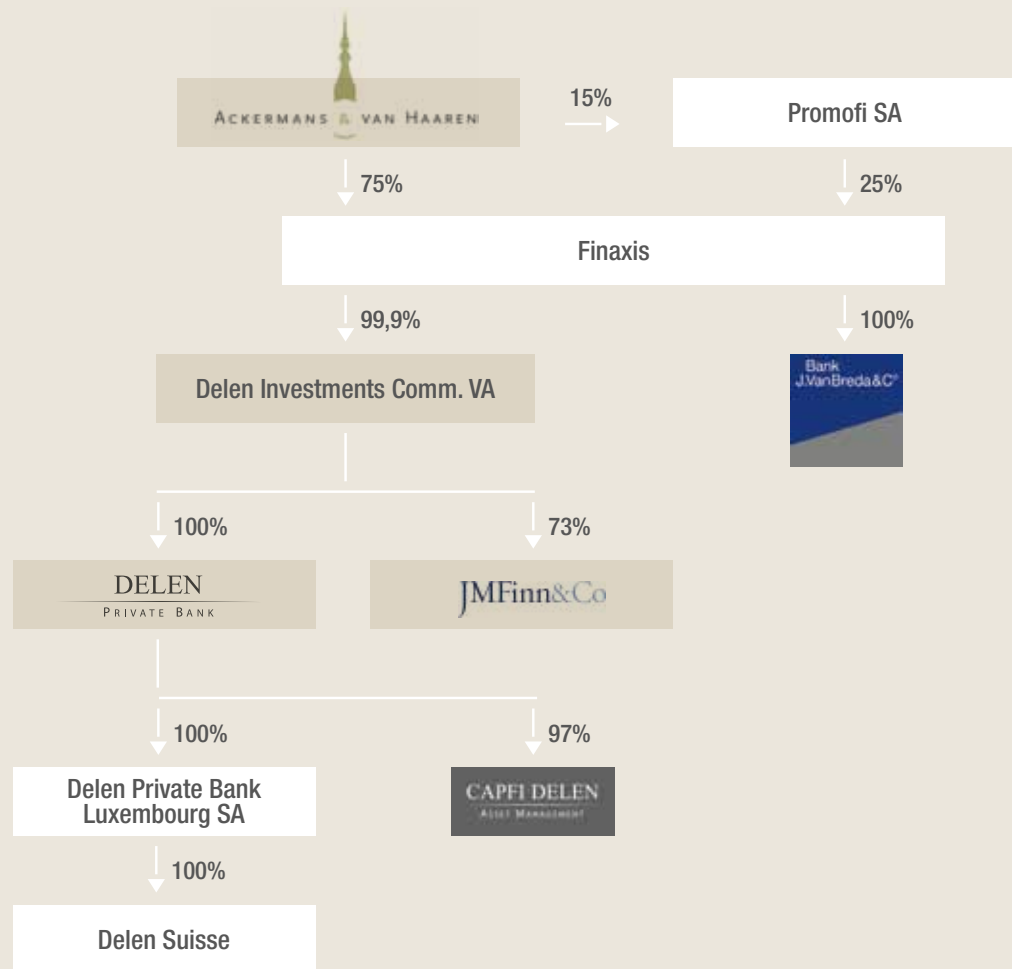 ACKERMANS & VAN HAAREN
15%
Promofi SA
75%
25%
Finaxis
99,9%
100%
Delen Investments Comm. VA
Bank
J.VanBreda&C°
100%
73%
DELEN
PRIVATE BANK
JMFinn&Co
100%
97%
Delen Private Bank
Luxembourg SA
CAPFI DELEN
ASSET MANAGEMENT
100%
Delen Suisse